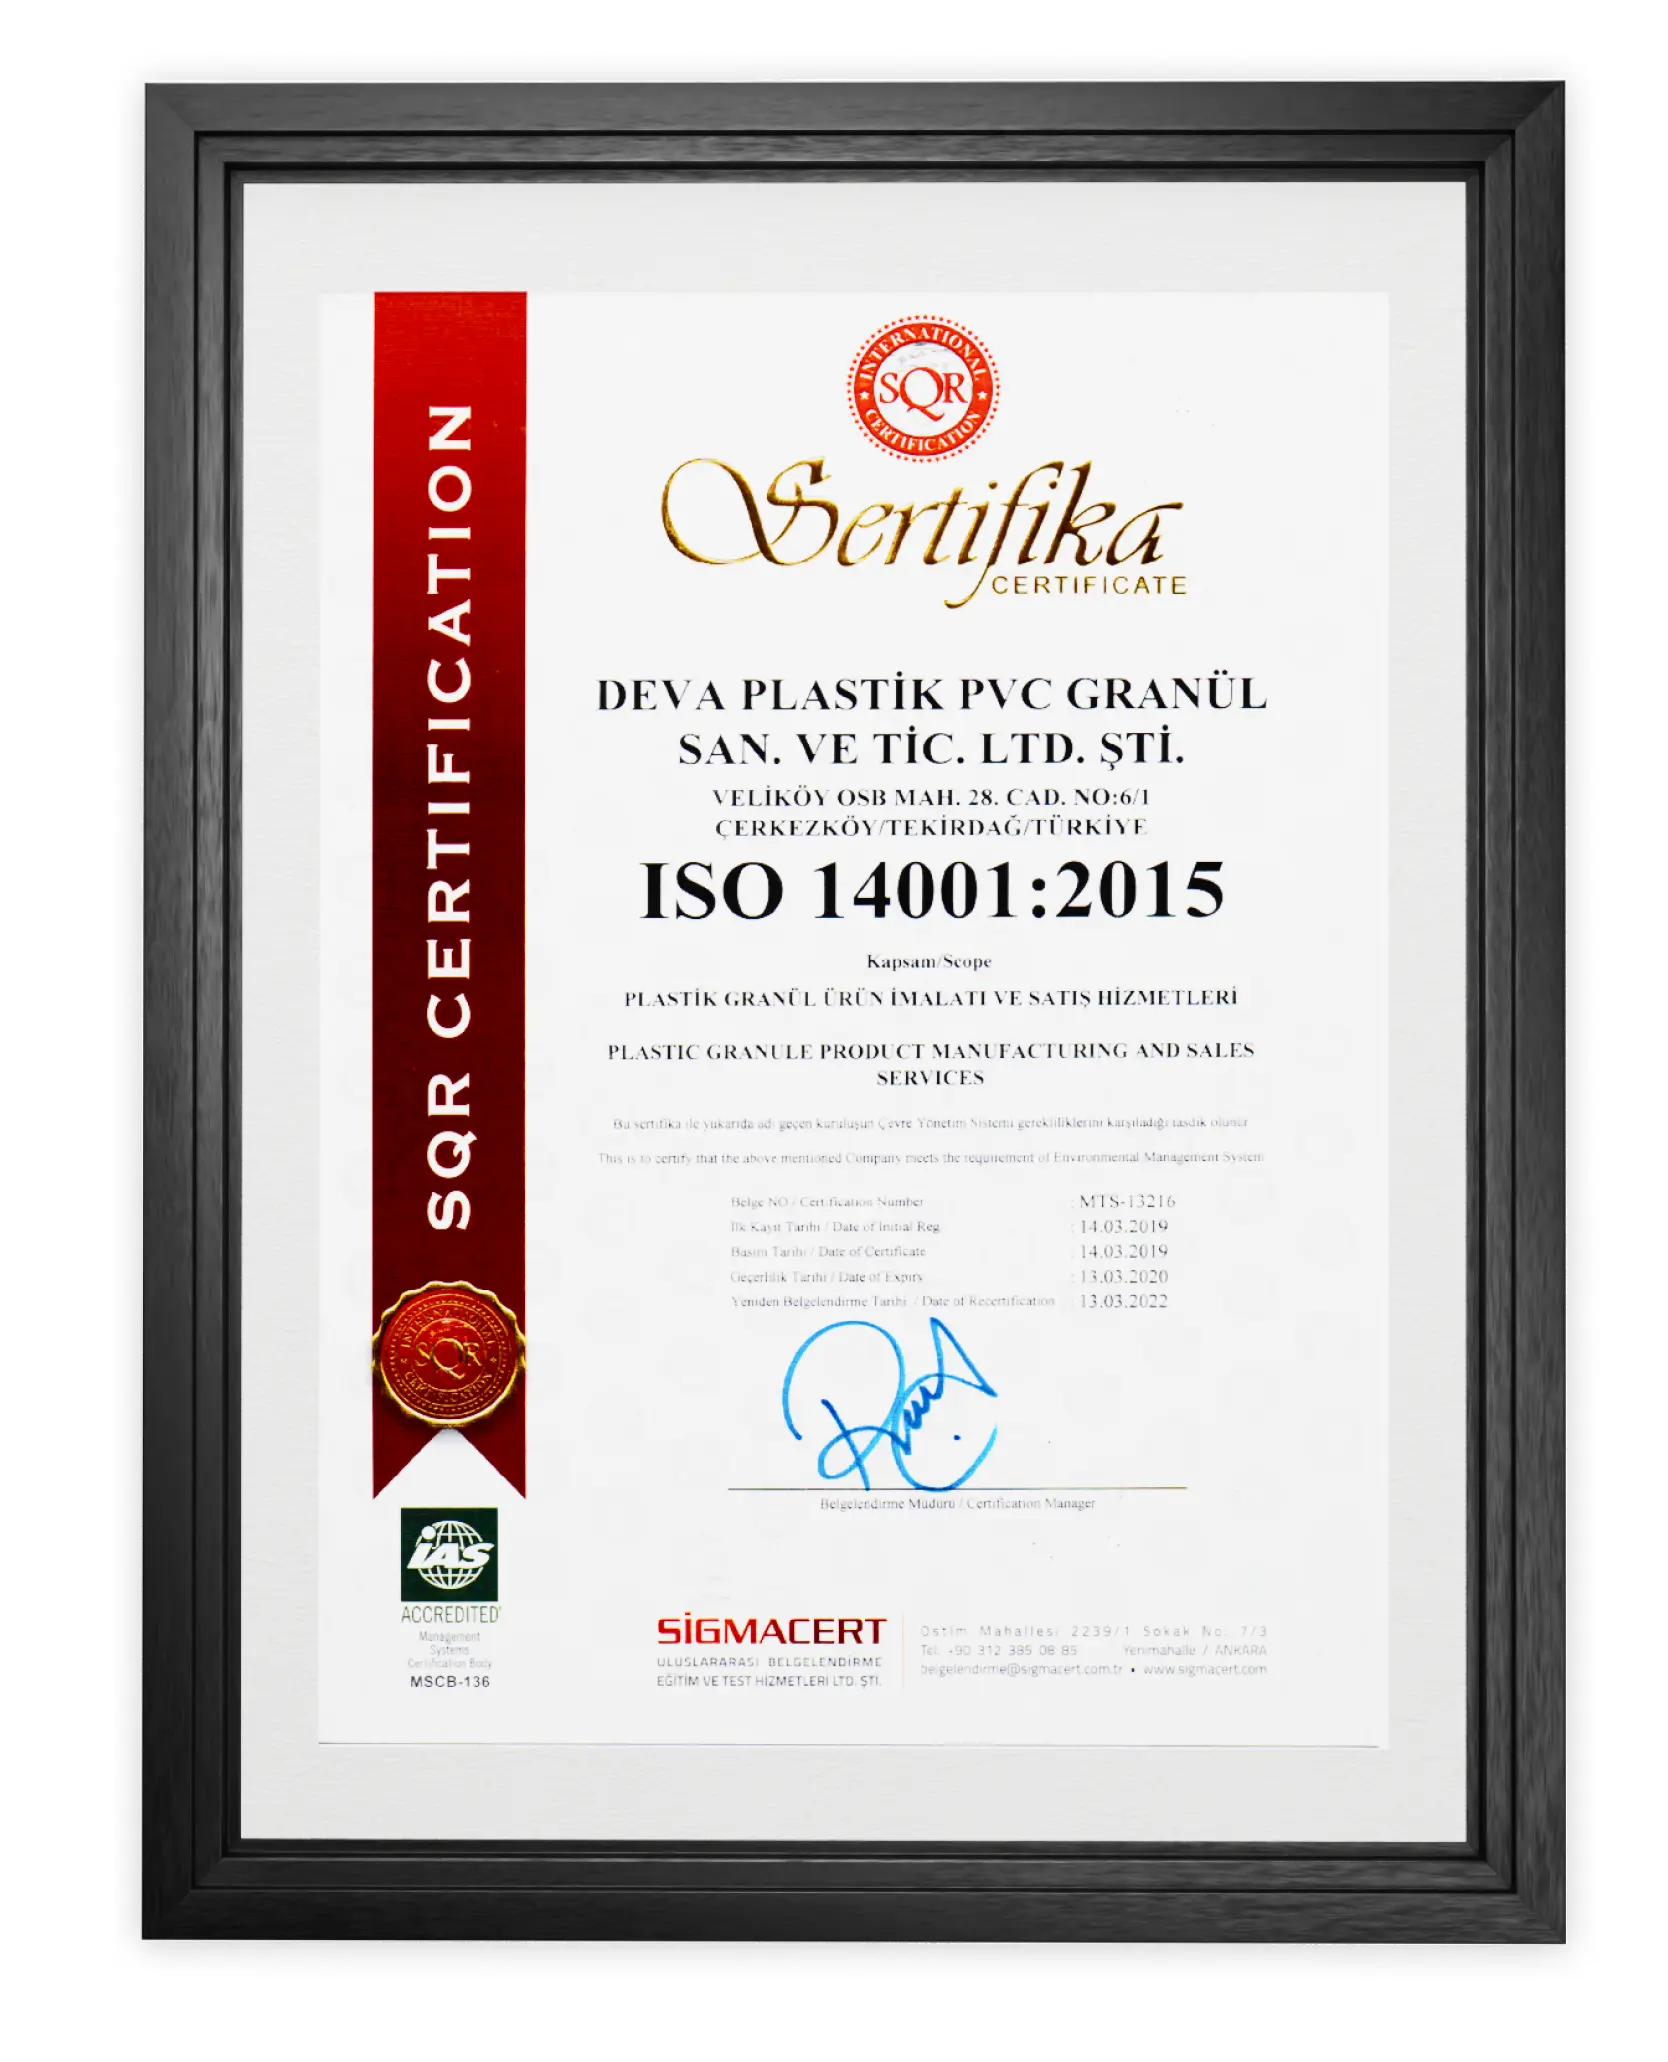 SQR CERTIFICATION
INTERNATIONAL
SQR
CERTIFICATION
Sertifika
CERTIFICATE
DEVA PLASTİK PVC GRANÜL
SAN. VE TİC. LTD. ŞTİ.
VELİKÖY OSB MAH. 28. CAD. NO:6/1
ÇERKEZKÖY/TEKİRDAĞ/TÜRKİYE
ISO 14001:2015
Kapsam/Scope
PLASTİK GRANÜL ÜRÜN İMALATI VE SATIŞ HİZMETLERİ
PLASTIC GRANULE PRODUCT MANUFACTURING AND SALES
SERVICES
Bu sertifika ile yukarıda adı geçen kuruluşun Çevre Yönetim Sistemi gerekliliklerini karşıladığı tasdik olunur
This is to certify that the above mentioned Company meets the requirement of Environmental Management System
Belge NO / Certification Number : MTS-13216
İlk Kayıt Tarihi / Date of Initial Reg. : 14.03.2019
Basım Tarihi / Date of Certificate : 14.03.2019
Geçerlilik Tarihi / Date of Expiry : 13.03.2020
Yeniden Belgelendirme Tarihi / Date of Recertification : 13.03.2022
Belgelendirme Müdürü / Certification Manager
INTERNATIONAL
SQR
CERTIFICATION
IAS
ACCREDITED
Management
Systems
Certification Body
MSCB-136
SİGMACERT
ULUSLARARASI BELGELENDİRME
EĞİTİM VE TEST HİZMETLERİ LTD. ŞTİ.
Ostim Mahallesi 2239/1 Sokak No: 7/3
Tel: +90 312 395 08 85 Yenimahalle / ANKARA
belgelendirme@sigmacert.com.tr • www.sigmacert.com